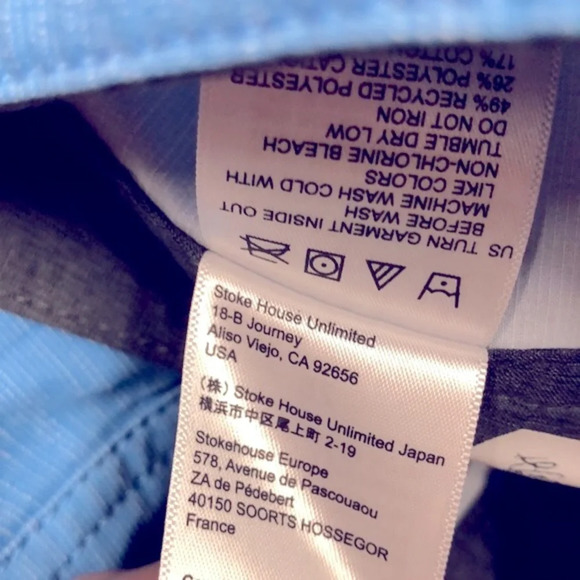 US TURN GARMENT INSIDE OUT
BEFORE WASH
MACHINE WASH COLD WITH
LIKE COLORS
NON-CHLORINE BLEACH
TUMBLE DRY LOW
DO NOT IRON
49% RECYCLED POLYESTER
26% POLYESTER
17% COTTON
Stoke House Unlimited
18-B Journey
Aliso Viejo, CA 92656
USA
(株) Stoke House Unlimited Japan
横浜市中区尾上町 2-19
Stokehouse Europe
578, Avenue de Pascouaou
ZA de Pédebert
40150 SOORTS HOSSEGOR
France